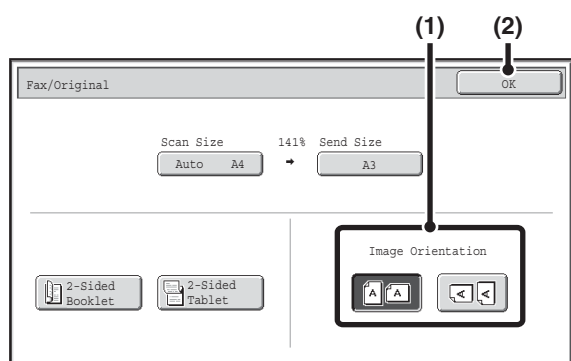 (1) (2)
Fax/Original OK
Scan Size 141% Send Size
Auto A4 A3
Image Orientation
2-Sided
Booklet
2-Sided
Tablet
A A A A